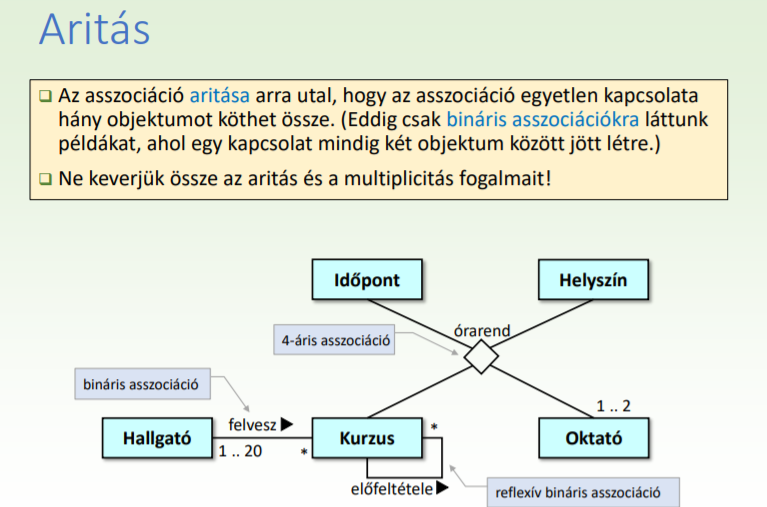 Aritás
Az asszociáció aritása arra utal, hogy az asszociáció egyetlen kapcsolata
hány objektumot köthet össze. (Eddig csak bináris asszociációkra láttunk
példákat, ahol egy kapcsolat mindig két objektum között jött létre.)
Ne keverjük össze az aritás és a multiplicitás fogalmait!
Időpont
Helyszín
órarend
4-áris asszociáció
bináris asszociáció
1 .. 2
felvesz
*
Hallgató
Kurzus
Oktató
1 .. 20
*
előfeltétele
reflexív bináris asszociáció